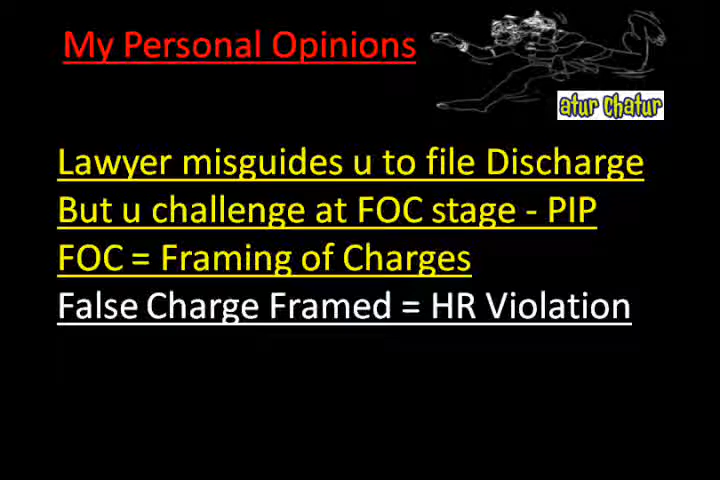 My Personal Opinions
atur chatur
Lawyer misguides u to file Discharge
But u challenge at FOC stage - PIP
FOC = Framing of Charges
False Charge Framed = HR Violation